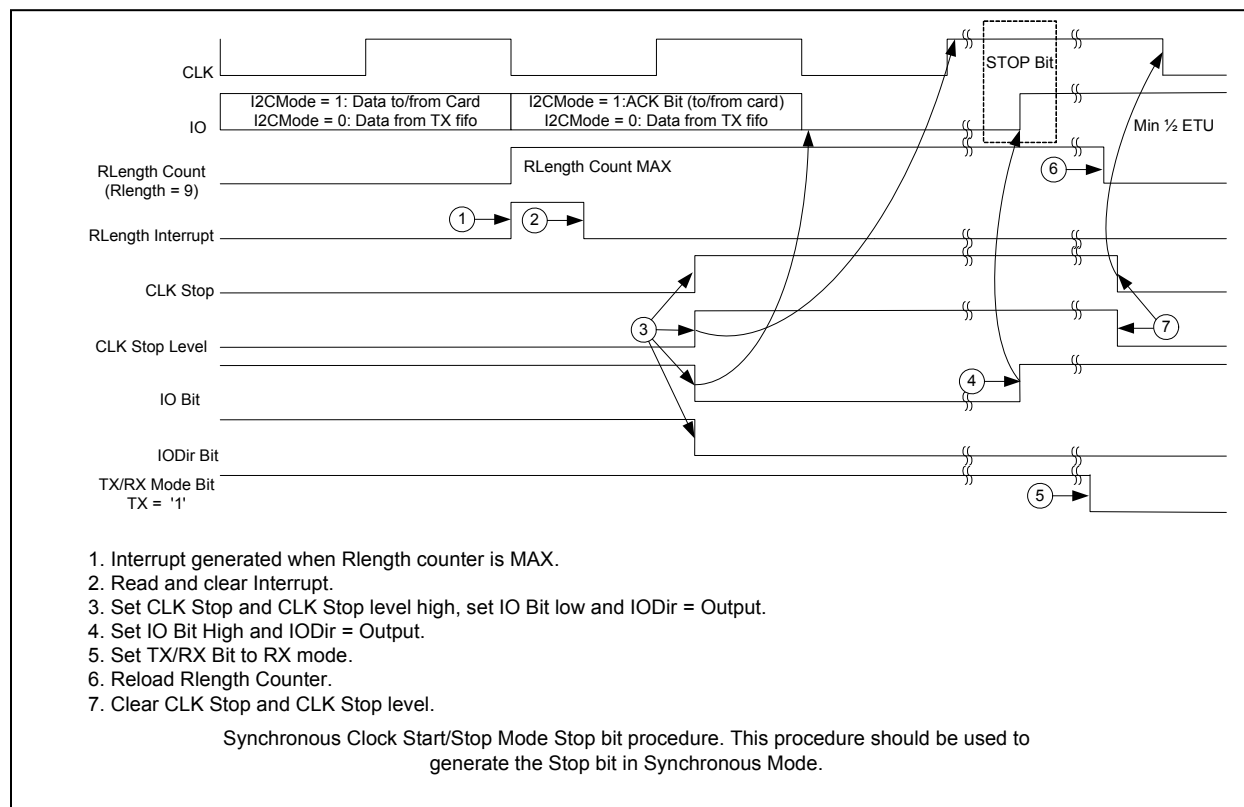 CLK
STOP Bit
IO
I2CMode = 1: Data to/from Card
I2CMode = 0: Data from TX fifo
I2CMode = 1:ACK Bit (to/from card)
I2CMode = 0: Data from TX fifo
Min ½ ETU
RLength Count
(Rlength = 9)
RLength Count MAX
6
1
2
RLength Interrupt
CLK Stop
3
7
CLK Stop Level
4
IO Bit
IODir Bit
TX/RX Mode Bit
TX = '1'
5
1. Interrupt generated when Rlength counter is MAX.
2. Read and clear Interrupt.
3. Set CLK Stop and CLK Stop level high, set IO Bit low and IODir = Output.
4. Set IO Bit High and IODir = Output.
5. Set TX/RX Bit to RX mode.
6. Reload Rlength Counter.
7. Clear CLK Stop and CLK Stop level.
Synchronous Clock Start/Stop Mode Stop bit procedure. This procedure should be used to
generate the Stop bit in Synchronous Mode.